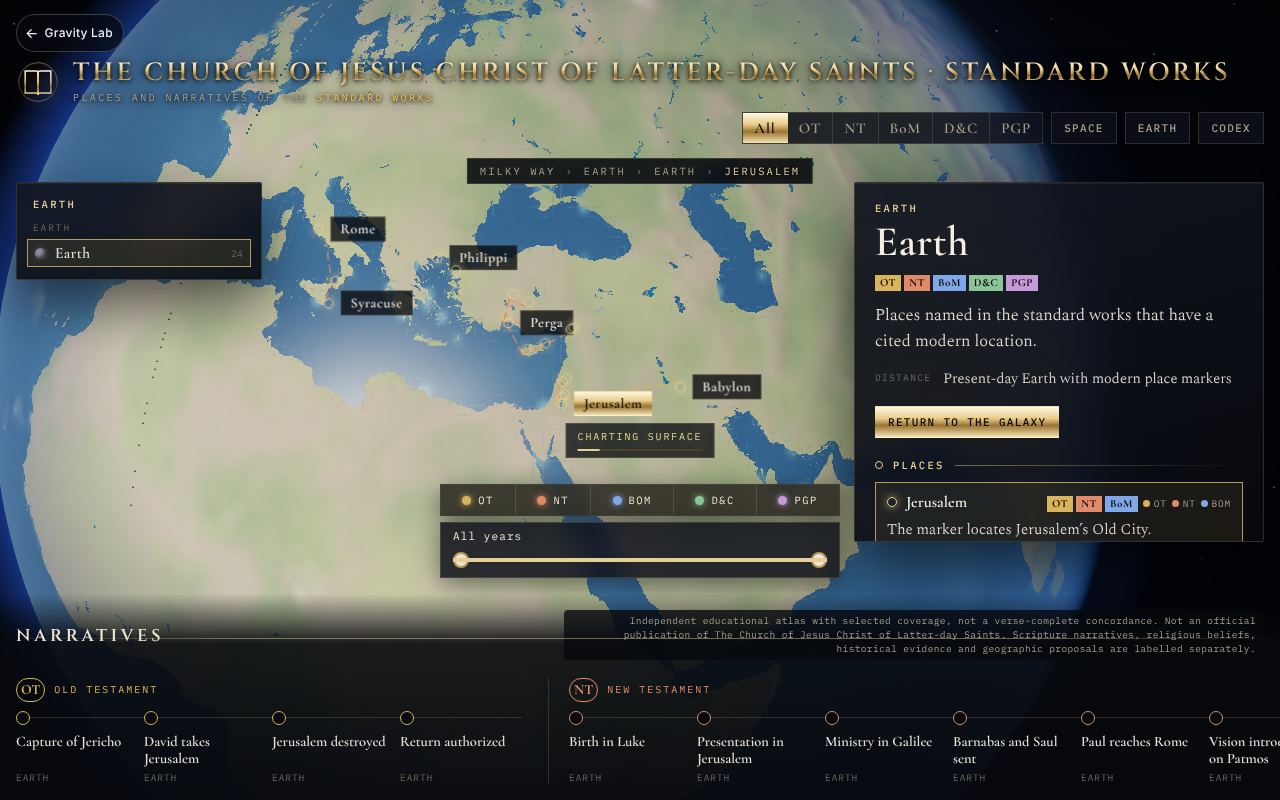 ← Gravity Lab
THE CHURCH OF JESUS CHRIST OF LATTER-DAY SAINTS · STANDARD WORKS
PLACES AND NARRATIVES OF THE STANDARD WORKS
All OT NT BoM D&C PGP SPACE EARTH CODEX
MILKY WAY › EARTH › EARTH › JERUSALEM
EARTH
EARTH
Earth 24
Rome
Philippi
Syracuse
Perga
Babylon
Jerusalem
CHARTING SURFACE
OT NT BOM D&C PGP
All years
EARTH
Earth
OT NT BoM D&C PGP
Places named in the standard works that have a
cited modern location.
DISTANCE Present-day Earth with modern place markers
RETURN TO THE GALAXY
PLACES
Jerusalem OT NT BoM OT NT BOM
The marker locates Jerusalem's Old City.
NARRATIVES
Independent educational atlas with selected coverage, not a verse-complete concordance. Not an official
publication of The Church of Jesus Christ of Latter-day Saints. Scripture narratives, religious beliefs,
historical evidence and geographic proposals are labelled separately.
OT OLD TESTAMENT
Capture of Jericho
EARTH
David takes
Jerusalem
EARTH
Jerusalem destroyed
EARTH
Return authorized
EARTH
NT NEW TESTAMENT
Birth in Luke
EARTH
Presentation in
Jerusalem
EARTH
Ministry in Galilee
EARTH
Barnabas and Saul
sent
EARTH
Paul reaches Rome
EARTH
Vision intro
on Patmos
EARTH